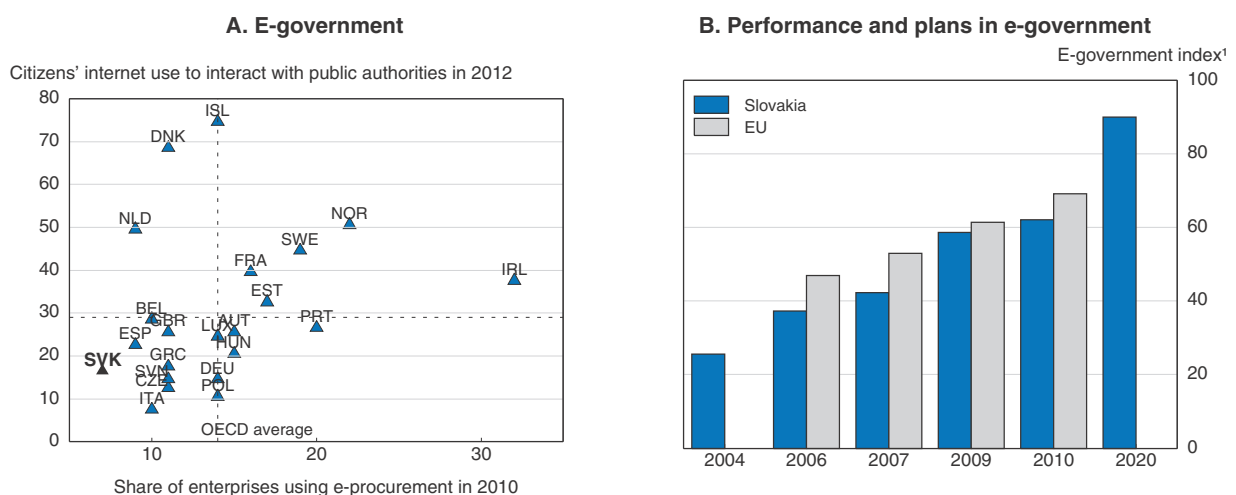 A. E-government
Citizens' internet use to interact with public authorities in 2012
80
70
60
50
40
30
20
10
0
ISL
DNK
NLD
NOR
SWE
FRA
IRL
EST
BEL
GBR
PRT
LUX
AUT
ESP
HUN
SVK
GRC
SVN
DEU
CZE
POL
ITA
OECD average
10 20 30
Share of enterprises using e-procurement in 2010
B. Performance and plans in e-government
E-government index¹
Slovakia
EU
100
80
60
40
20
0
2004 2006 2007 2009 2010 2020